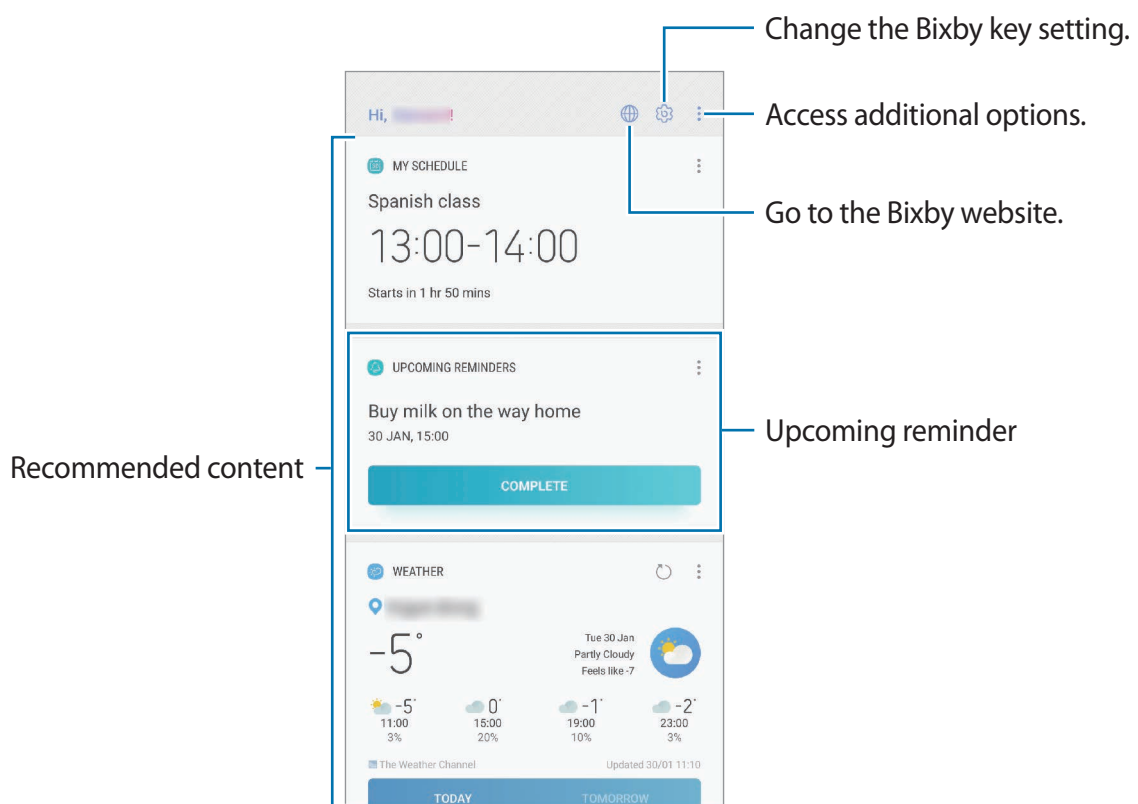 Change the Bixby key setting.
Hi, !
Access additional options.
MY SCHEDULE
Spanish class
Go to the Bixby website.
13:00-14:00
Starts in 1 hr 50 mins
UPCOMING REMINDERS
Buy milk on the way home
30 JAN, 15:00
Upcoming reminder
Recommended content
COMPLETE
WEATHER
-5°
Tue 30 Jan
Partly Cloudy
Feels like -7
-5° 0° -1° -2°
11:00 15:00 19:00 23:00
3% 20% 10% 3%
The Weather Channel Updated 30/01 11:10
TODAY TOMORROW